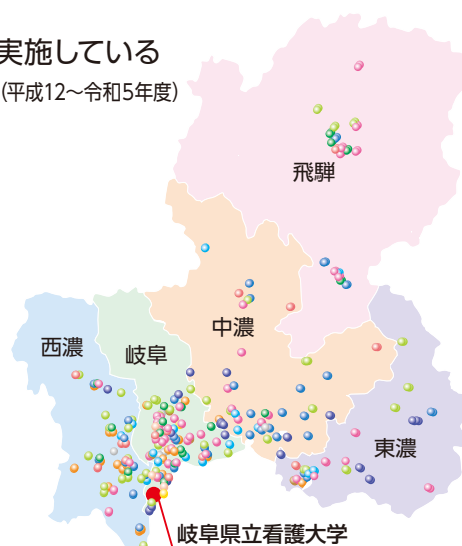 実施している
(平成12～令和5年度)
飛騨
中濃
西濃
岐阜
東濃
岐阜県立看護大学